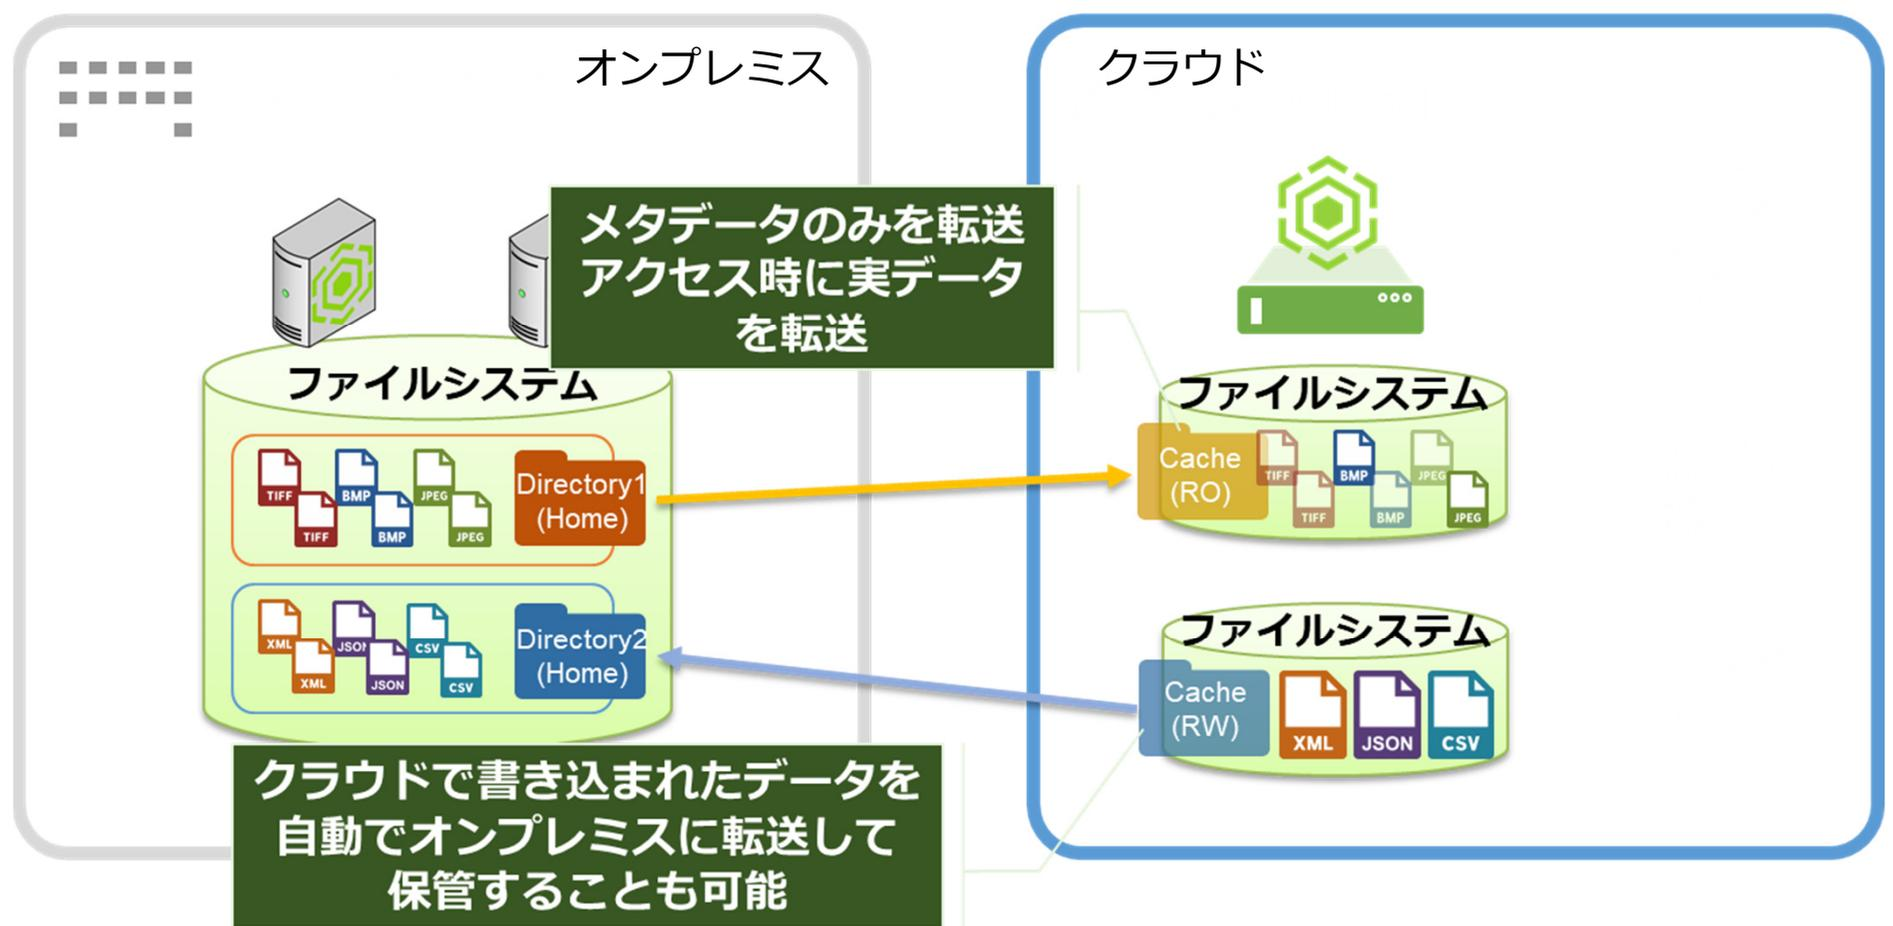 オンプレミス
クラウド
メタデータのみを転送
アクセス時に実データ
を転送
ファイルシステム
TIFF
TIFF
BMP
BMP
JPEG
JPEG
Directory1
(Home)
XML
XML
JSON
JSON
CSV
CSV
Directory2
(Home)
ファイルシステム
Cache
(RO)
TIFF
TIFF
BMP
BMP
JPEG
JPEG
ファイルシステム
Cache
(RW)
XML
JSON
CSV
クラウドで書き込まれたデータを
自動でオンプレミスに転送して
保管することも可能